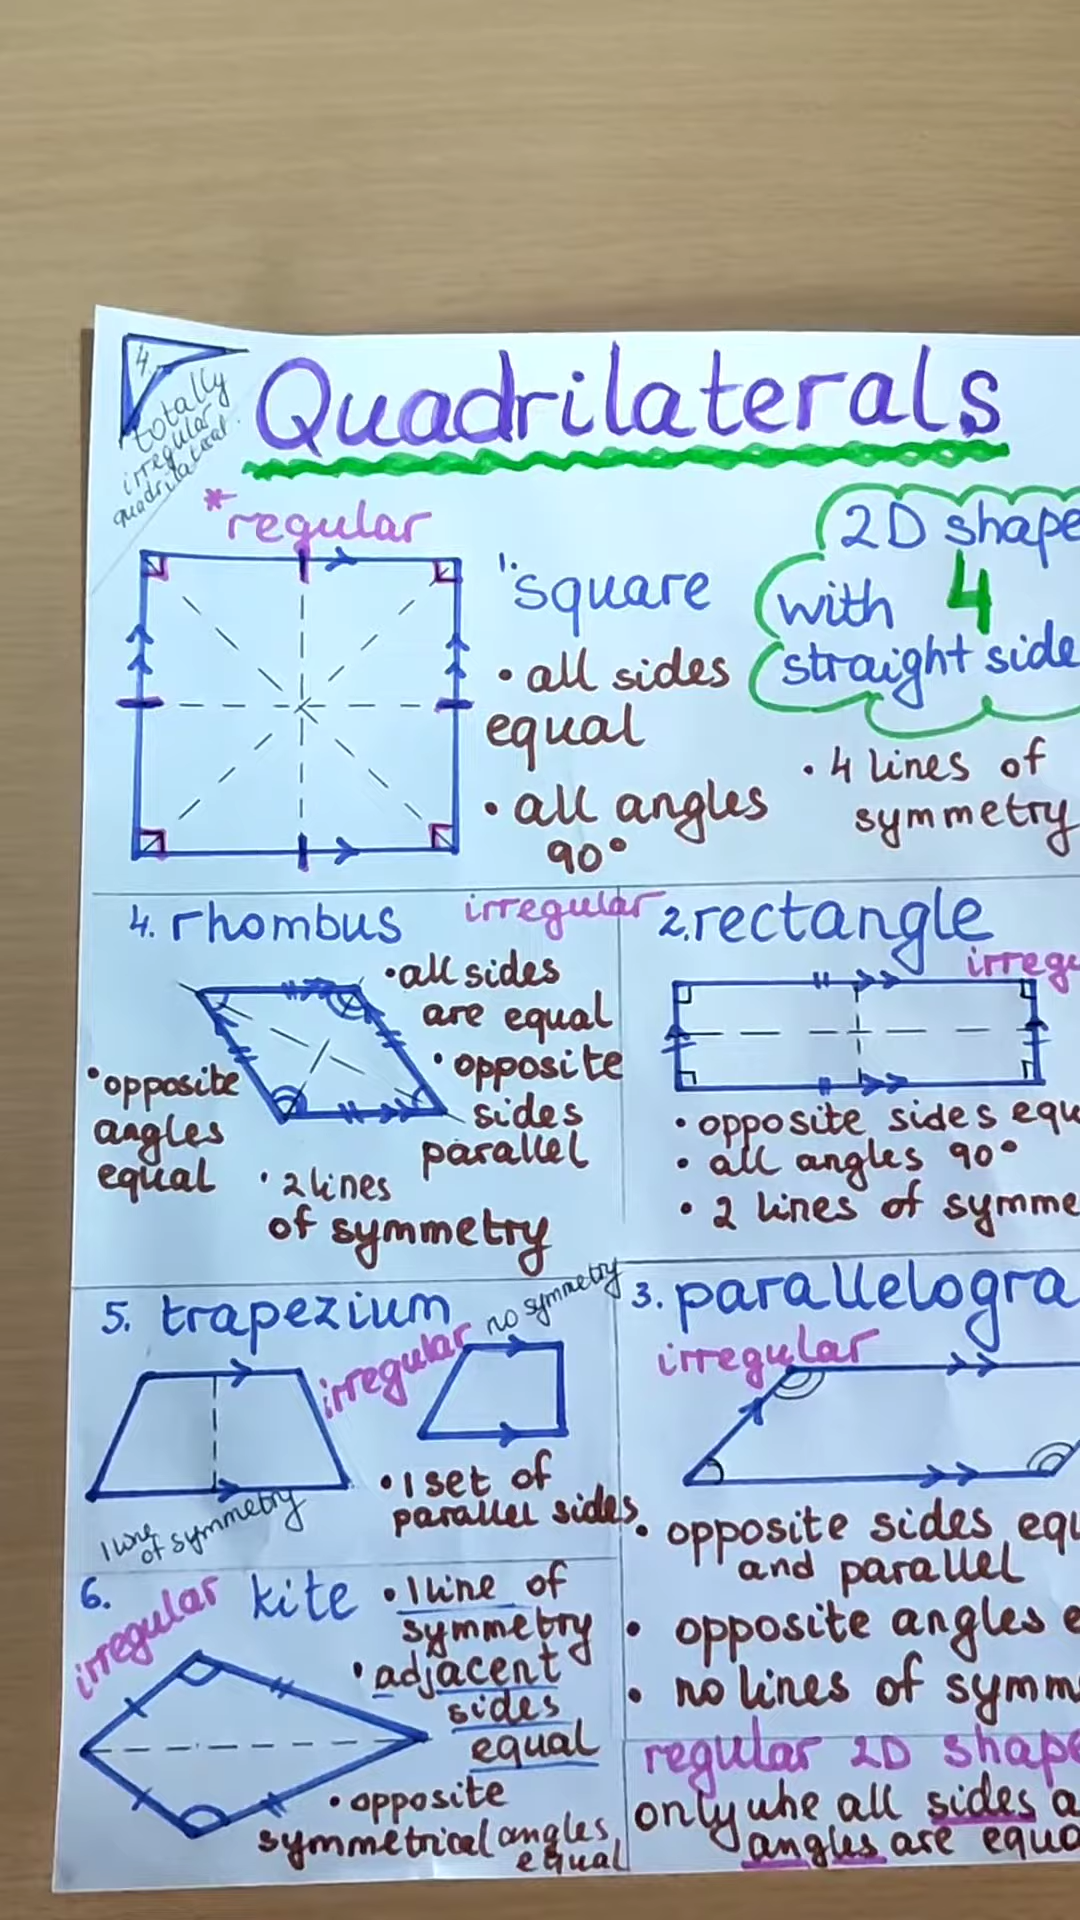 4.
totally
irregular
quadrilateral.
Quadrilaterals
*regular
1. square
• all sides
equal
• all angles
90°
2D shape
with 4
straight side
• 4 lines of
symmetry
4. rhombus
irregular
• all sides
are equal
• opposite
sides
parallel
• opposite
angles
equal
• 2 lines
of symmetry
2. rectangle
irregu
• opposite sides equ
• all angles 90°
• 2 lines of symme
5. trapezium
irregular
no symmetry
1 line
of symmetry
• 1 set of
parallel sides.
3. parallelogra
irregular
• opposite sides equ
and parallel
• opposite angles e
• no lines of symm
6. kite
irregular
• 1 line of
symmetry
• adjacent
sides
equal
• opposite
symmetrical angles
equal
regular 2D shape
only whe all sides a
angles are equa